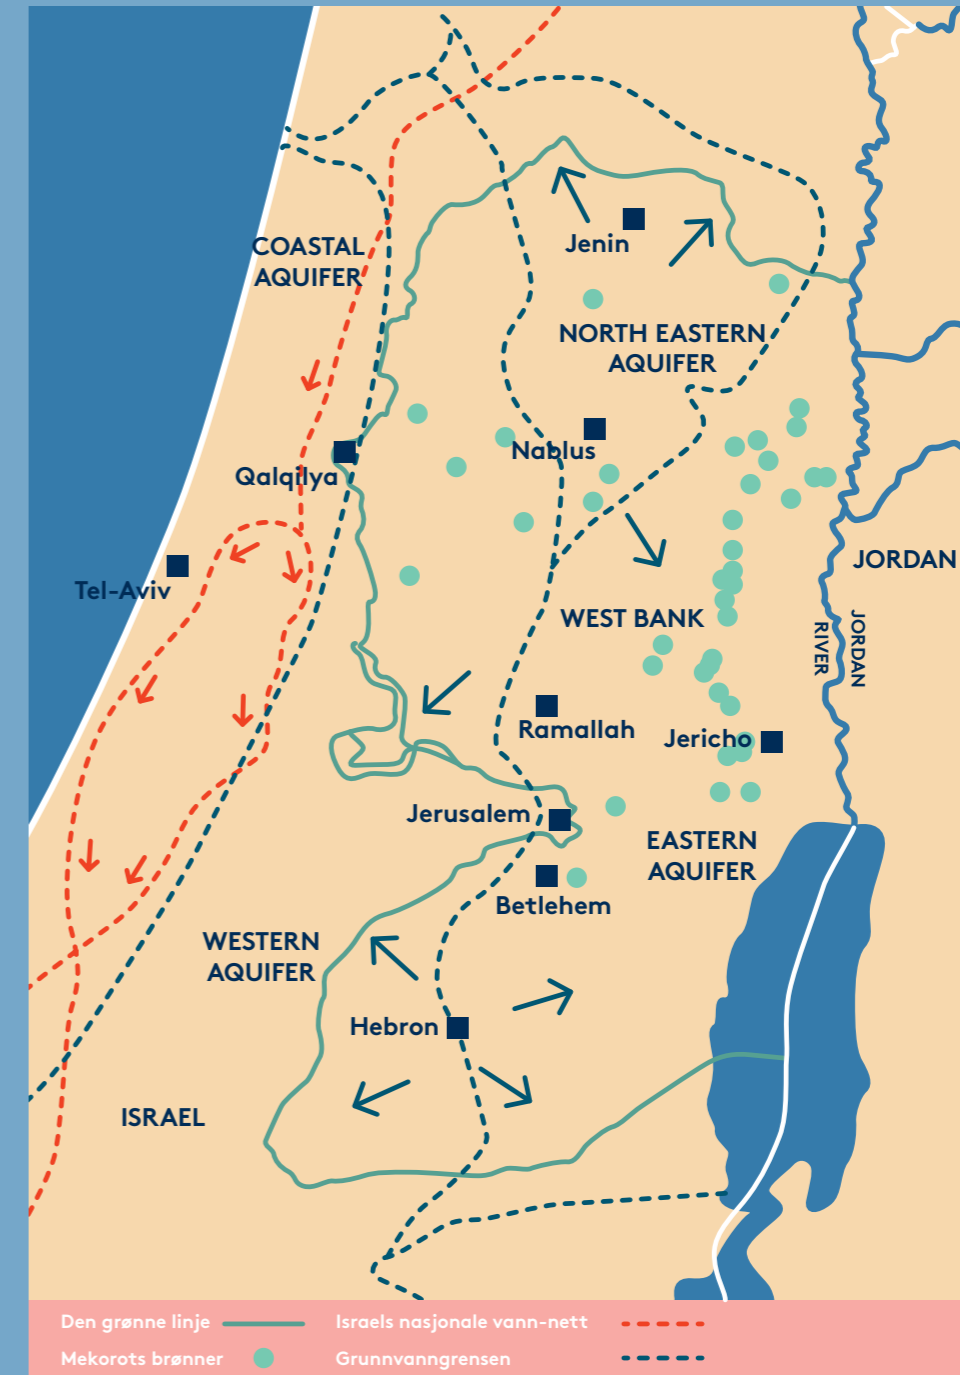 COASTAL
AQUIFER
Jenin
NORTH EASTERN
AQUIFER
Nablus
Qalqilya
JORDAN
Tel-Aviv
WEST BANK
JORDAN
RIVER
Ramallah
Jericho
Jerusalem
EASTERN
AQUIFER
Betlehem
WESTERN
AQUIFER
Hebron
ISRAEL
Den grønne linje
Israels nasjonale vann-nett
Mekorots brønner
Grunnvanngrensen